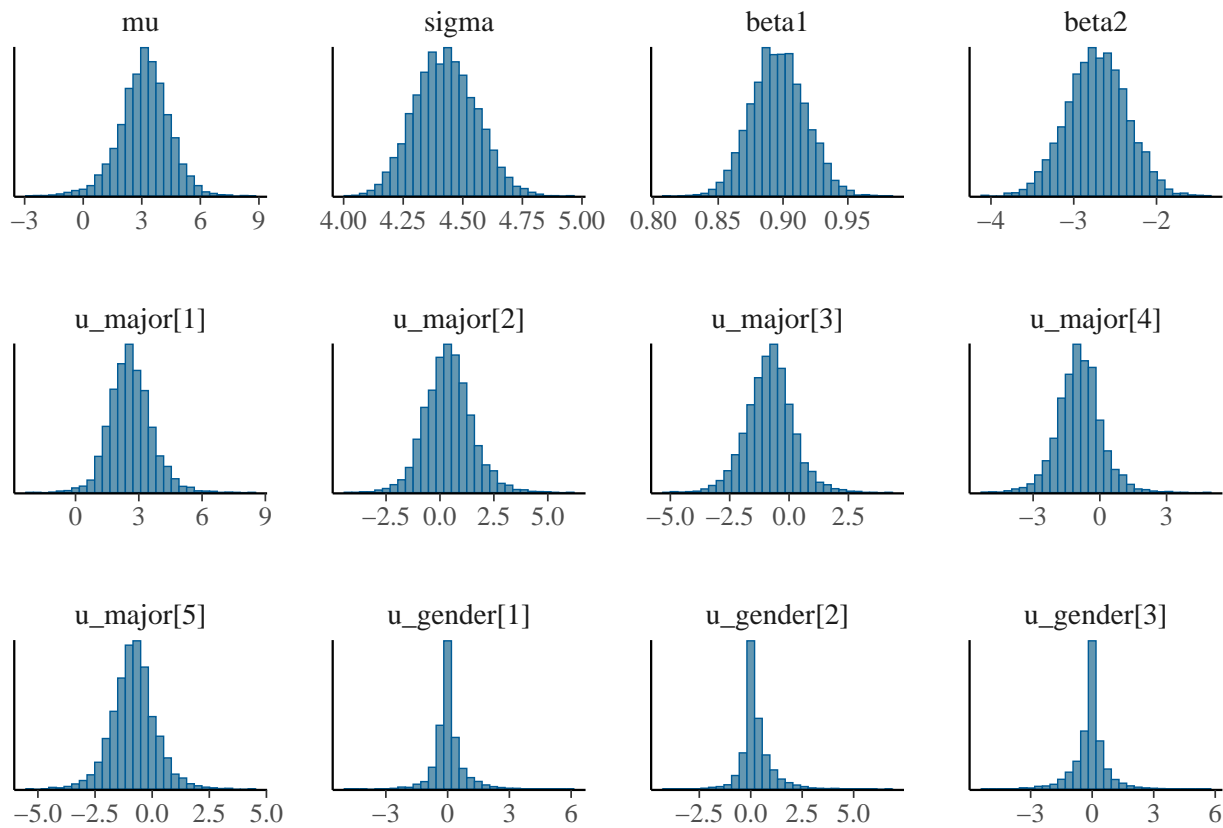 mu sigma beta1 beta2
−3 0 3 6 9 4.00 4.25 4.50 4.75 5.00 0.80 0.85 0.90 0.95 −4 −3 −2
u_major[1] u_major[2] u_major[3] u_major[4]
0 3 6 9 −2.5 0.0 2.5 5.0 −5.0 −2.5 0.0 2.5 −3 0 3
u_major[5] u_gender[1] u_gender[2] u_gender[3]
−5.0 −2.5 0.0 2.5 5.0 −3 0 3 6 −2.5 0.0 2.5 5.0 −3 0 3 6